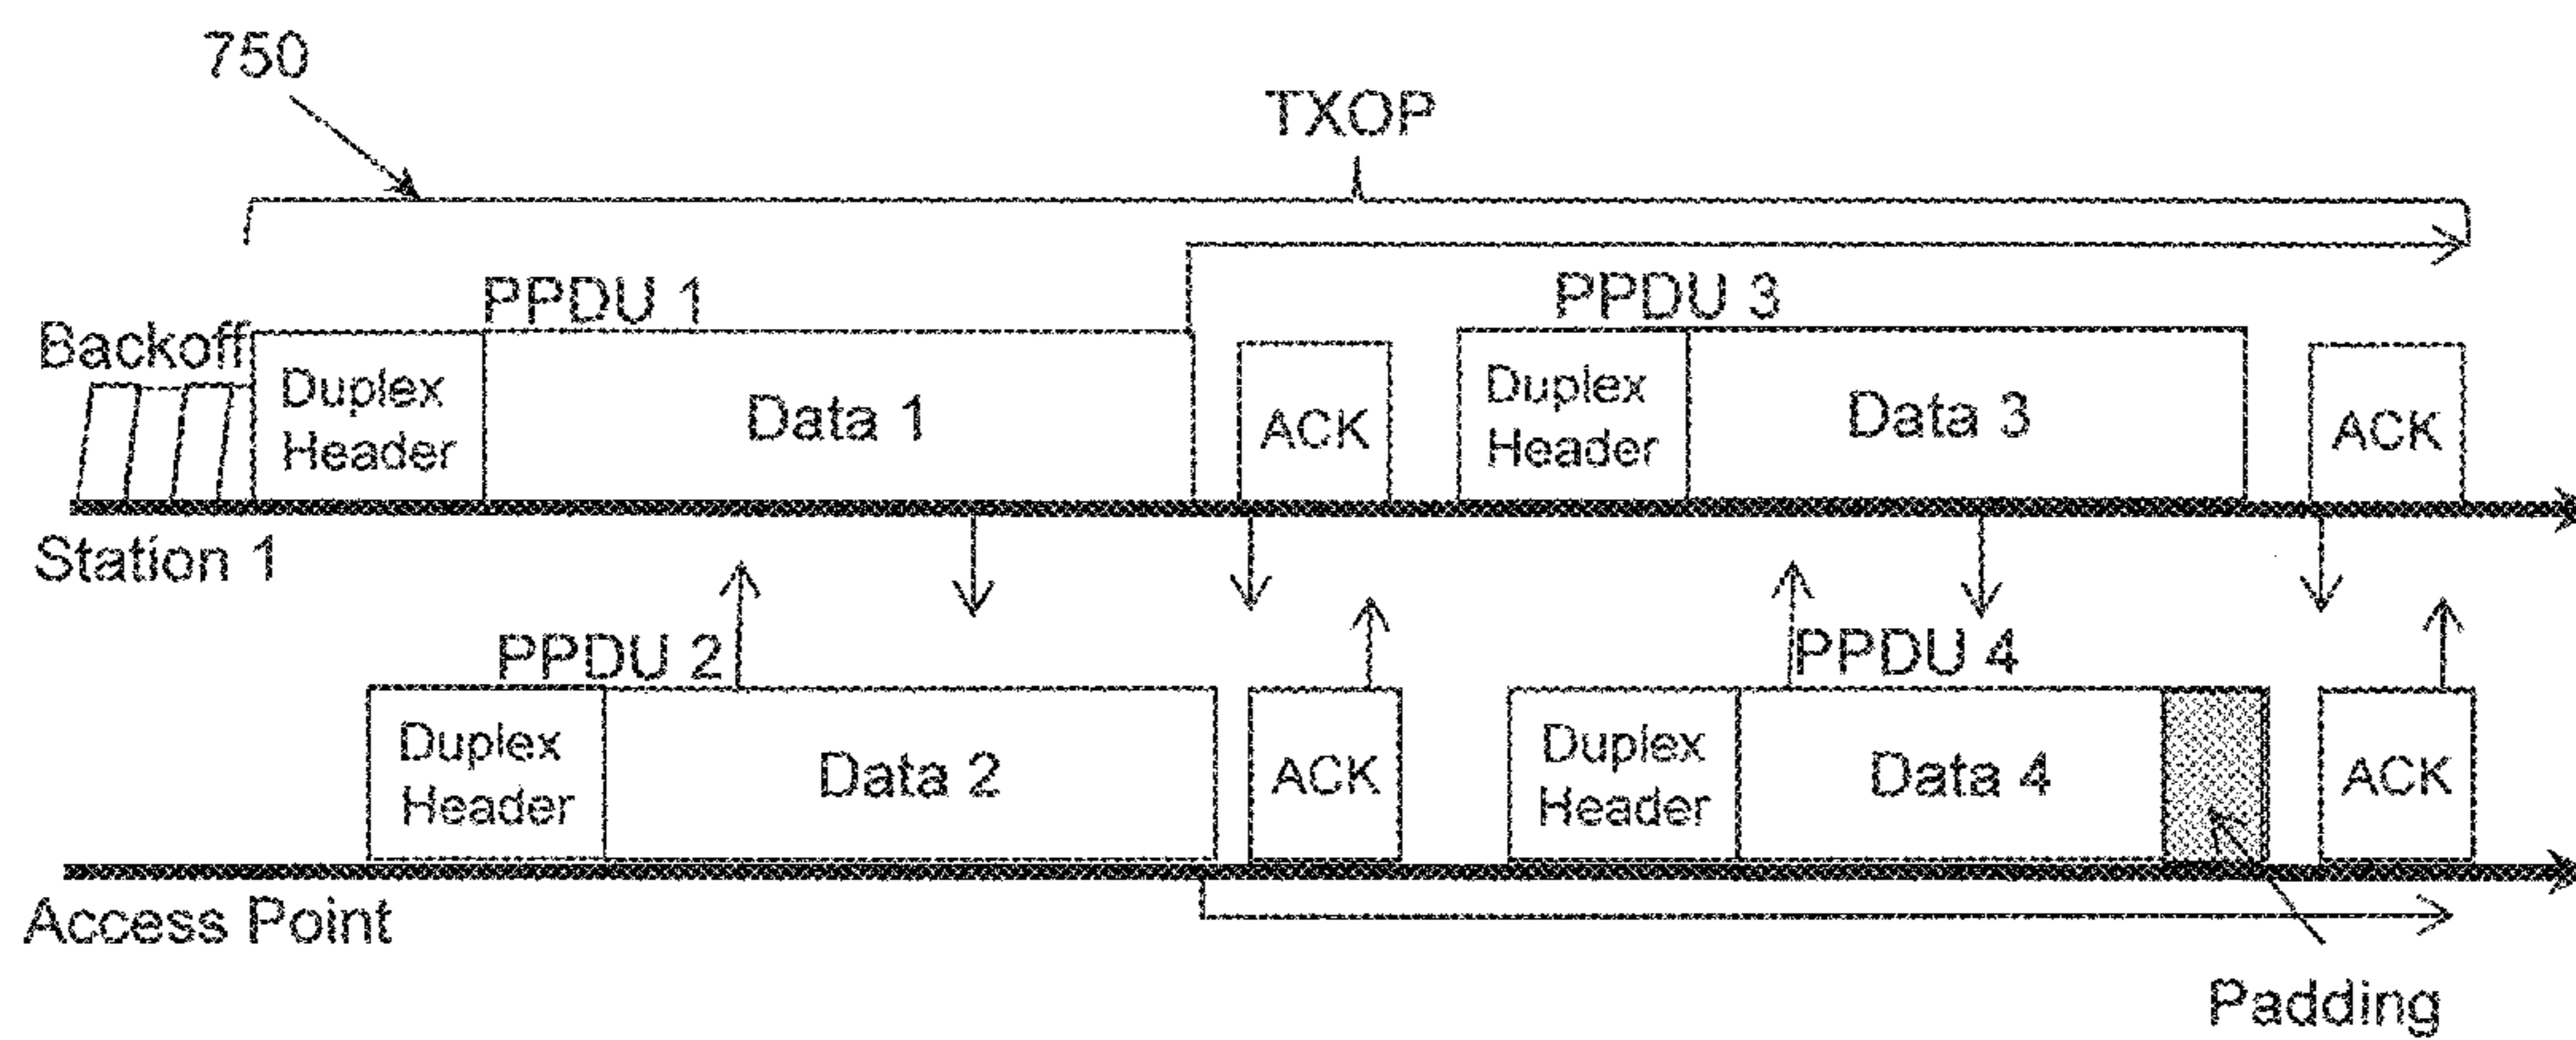 750
TXOP
PPDU 1
PPDU 3
Backoff
Duplex
Header
Data 1
ACK
Duplex
Header
Data 3
ACK
Station 1
PPDU 2
PPDU 4
Duplex
Header
Data 2
ACK
Duplex
Header
Data 4
ACK
Access Point
Padding